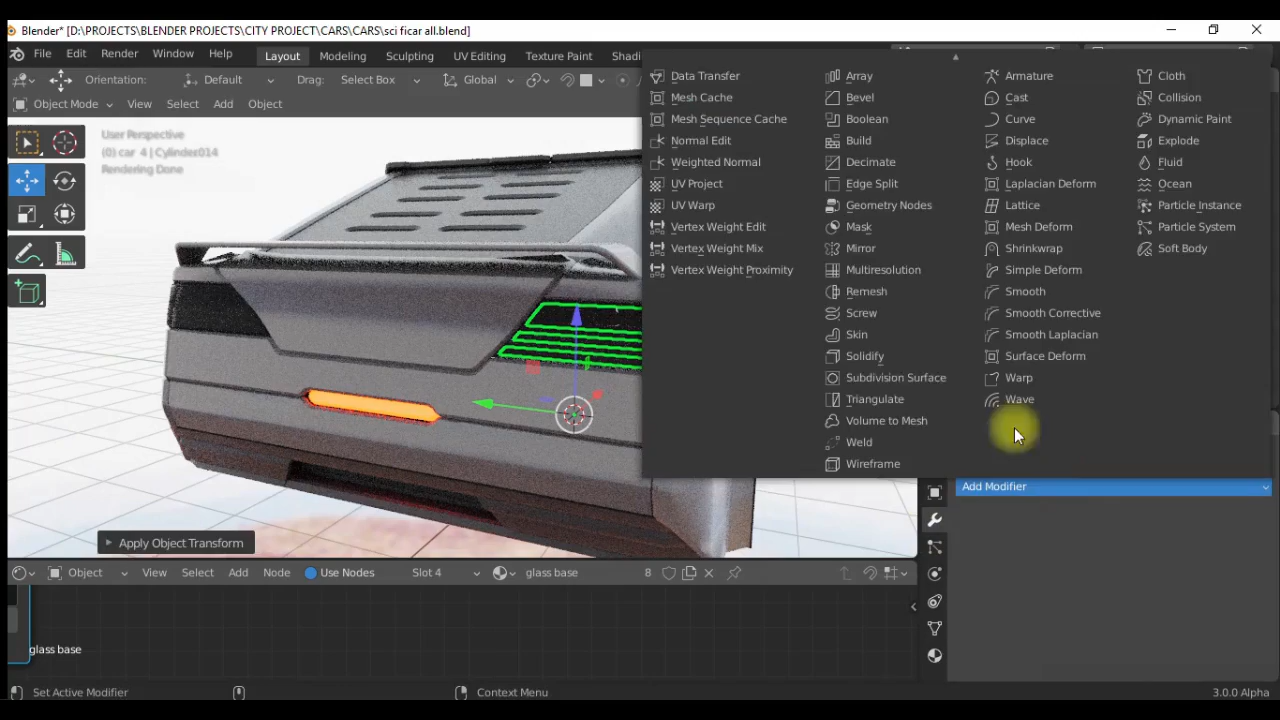 Blender* [D:\PROJECTS\BLENDER PROJECTS\CITY PROJECT\CARS\CARS\sci ficar all.blend]
File Edit Render Window Help Layout Modeling Sculpting UV Editing Texture Paint Shadi
Orientation: Default Drag: Select Box Global
Object Mode View Select Add Object
User Perspective
(0) car 4 | Cylinder014
Rendering Done
Data Transfer
Mesh Cache
Mesh Sequence Cache
Normal Edit
Weighted Normal
UV Project
UV Warp
Vertex Weight Edit
Vertex Weight Mix
Vertex Weight Proximity
Array
Bevel
Boolean
Build
Decimate
Edge Split
Geometry Nodes
Mask
Mirror
Multiresolution
Remesh
Screw
Skin
Solidify
Subdivision Surface
Triangulate
Volume to Mesh
Weld
Wireframe
Armature
Cast
Curve
Displace
Hook
Laplacian Deform
Lattice
Mesh Deform
Shrinkwrap
Simple Deform
Smooth
Smooth Corrective
Smooth Laplacian
Surface Deform
Warp
Wave
Cloth
Collision
Dynamic Paint
Explode
Fluid
Ocean
Particle Instance
Particle System
Soft Body
Add Modifier
Apply Object Transform
Object View Select Add Node Use Nodes Slot 4 glass base 8
glass base
Set Active Modifier Context Menu 3.0.0 Alpha